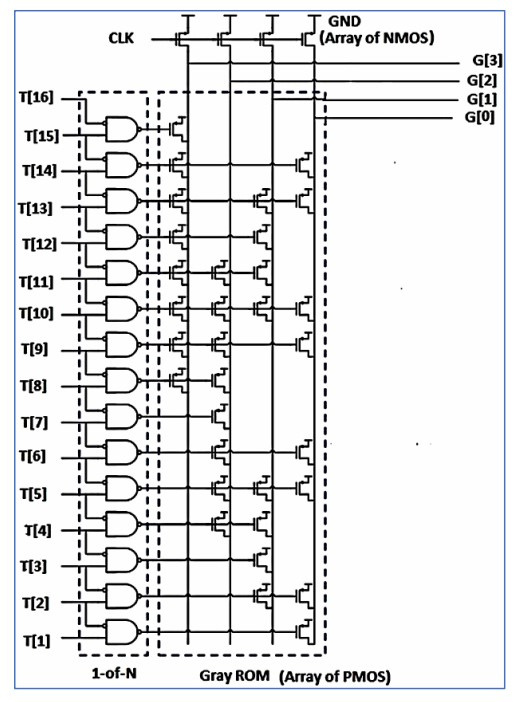 GND
CLK
(Array of NMOS)
G[3]
G[2]
G[1]
G[0]
T[16]
T[15]
T[14]
T[13]
T[12]
T[11]
T[10]
T[9]
T[8]
T[7]
T[6]
T[5]
T[4]
T[3]
T[2]
T[1]
1-of-N
Gray ROM (Array of PMOS)